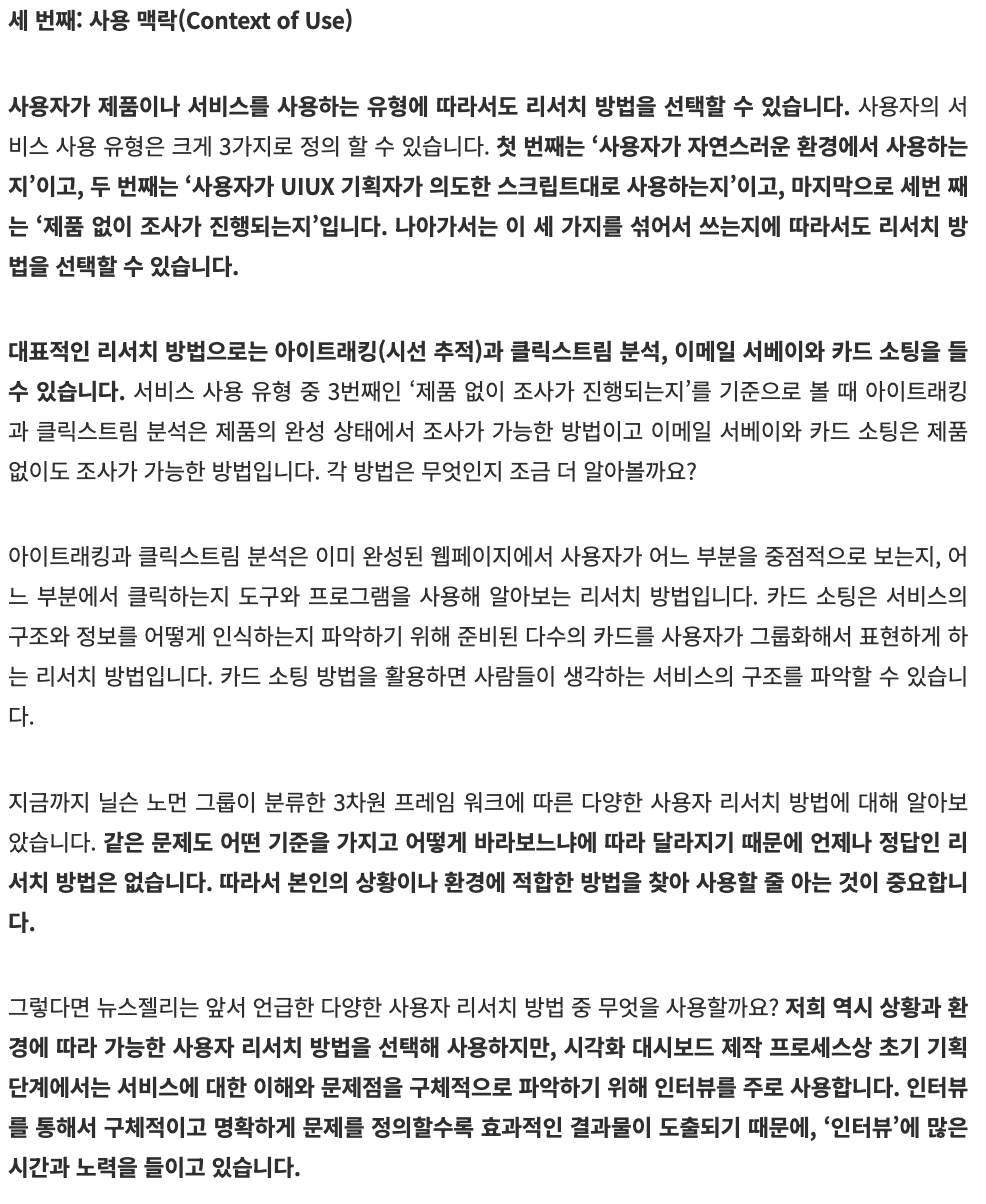 세 번째: 사용 맥락(Context of Use)
사용자가 제품이나 서비스를 사용하는 유형에 따라서도 리서치 방법을 선택할 수 있습니다. 사용자의 서
비스 사용 유형은 크게 3가지로 정의 할 수 있습니다. 첫 번째는 ‘사용자가 자연스러운 환경에서 사용하는
지’이고, 두 번째는 ‘사용자가 UIUX 기획자가 의도한 스크립트대로 사용하는지’이고, 마지막으로 세번 째
는 ‘제품 없이 조사가 진행되는지’입니다. 나아가서는 이 세 가지를 섞어서 쓰는지에 따라서도 리서치 방
법을 선택할 수 있습니다.
대표적인 리서치 방법으로는 아이트래킹(시선 추적)과 클릭스트림 분석, 이메일 서베이와 카드 소팅을 들
수 있습니다. 서비스 사용 유형 중 3번째인 ‘제품 없이 조사가 진행되는지’를 기준으로 볼 때 아이트래킹
과 클릭스트림 분석은 제품의 완성 상태에서 조사가 가능한 방법이고 이메일 서베이와 카드 소팅은 제품
없이도 조사가 가능한 방법입니다. 각 방법은 무엇인지 조금 더 알아볼까요?
아이트래킹과 클릭스트림 분석은 이미 완성된 웹페이지에서 사용자가 어느 부분을 중점적으로 보는지, 어
느 부분에서 클릭하는지 도구와 프로그램을 사용해 알아보는 리서치 방법입니다. 카드 소팅은 서비스의
구조와 정보를 어떻게 인식하는지 파악하기 위해 준비된 다수의 카드를 사용자가 그룹화해서 표현하게 하
는 리서치 방법입니다. 카드 소팅 방법을 활용하면 사람들이 생각하는 서비스의 구조를 파악할 수 있습니
다.
지금까지 닐슨 노먼 그룹이 분류한 3차원 프레임 워크에 따른 다양한 사용자 리서치 방법에 대해 알아보
았습니다. 같은 문제도 어떤 기준을 가지고 어떻게 바라보느냐에 따라 달라지기 때문에 언제나 정답인 리
서치 방법은 없습니다. 따라서 본인의 상황이나 환경에 적합한 방법을 찾아 사용할 줄 아는 것이 중요합니
다.
그렇다면 뉴스젤리는 앞서 언급한 다양한 사용자 리서치 방법 중 무엇을 사용할까요? 저희 역시 상황과 환
경에 따라 가능한 사용자 리서치 방법을 선택해 사용하지만, 시각화 대시보드 제작 프로세스상 초기 기획
단계에서는 서비스에 대한 이해와 문제점을 구체적으로 파악하기 위해 인터뷰를 주로 사용합니다. 인터뷰
를 통해서 구체적이고 명확하게 문제를 정의할수록 효과적인 결과물이 도출되기 때문에, ‘인터뷰’에 많은
시간과 노력을 들이고 있습니다.